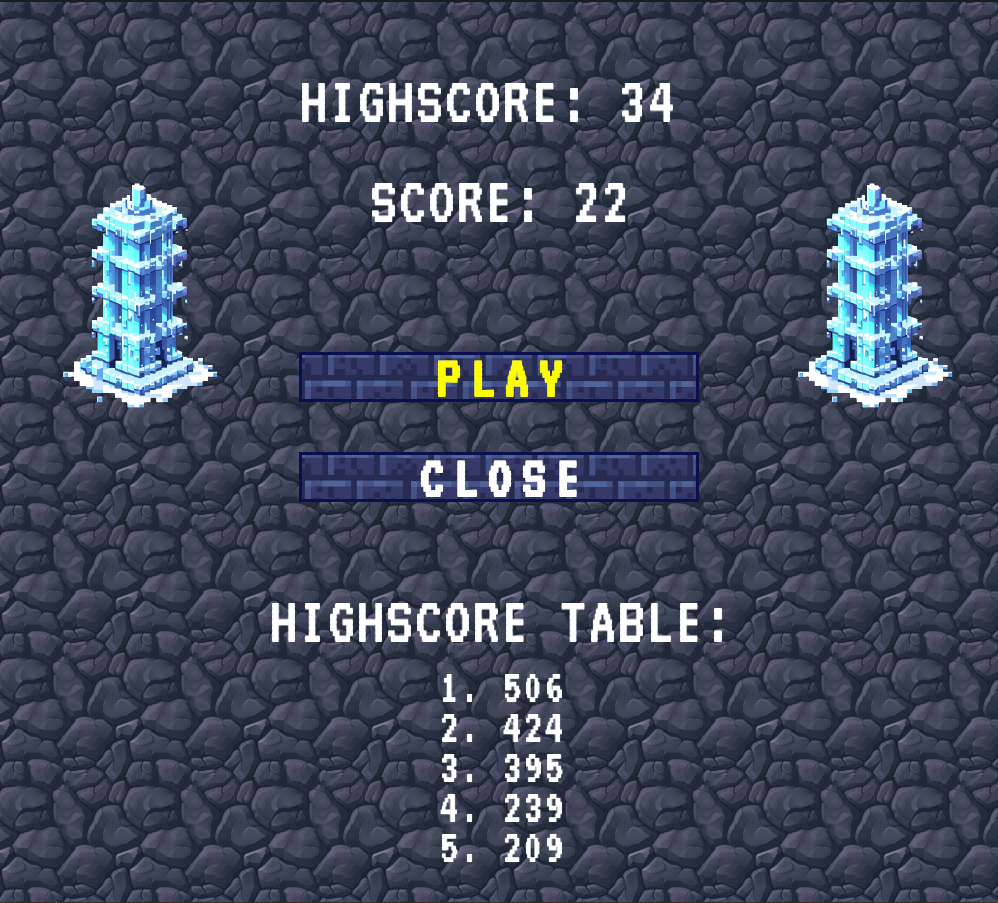 HIGHSCORE: 34
SCORE: 22
PLAY
CLOSE
HIGHSCORE TABLE:
1. 506
2. 424
3. 395
4. 239
5. 209